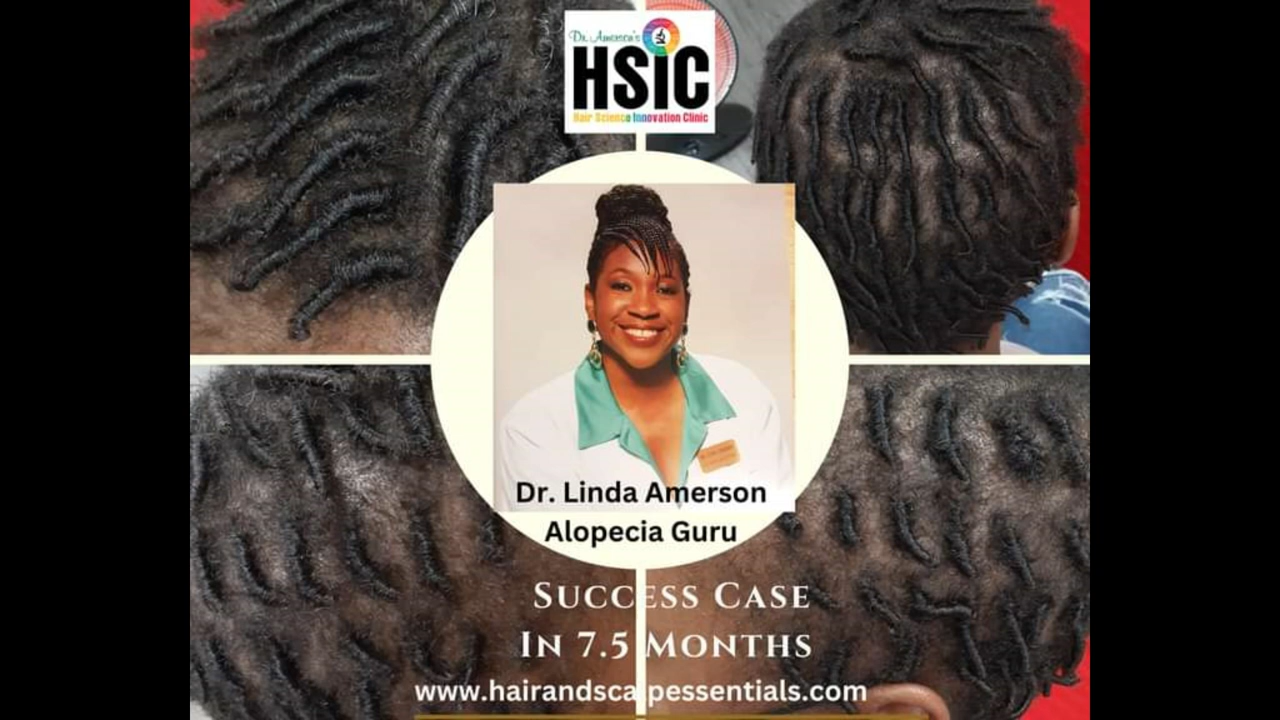 Dr. Amerson's
HSIC
Hair Science Innovation Clinic
Dr. Linda Amerson
Alopecia Guru
Success Case
In 7.5 Months
www.hairandscalpessentials.com